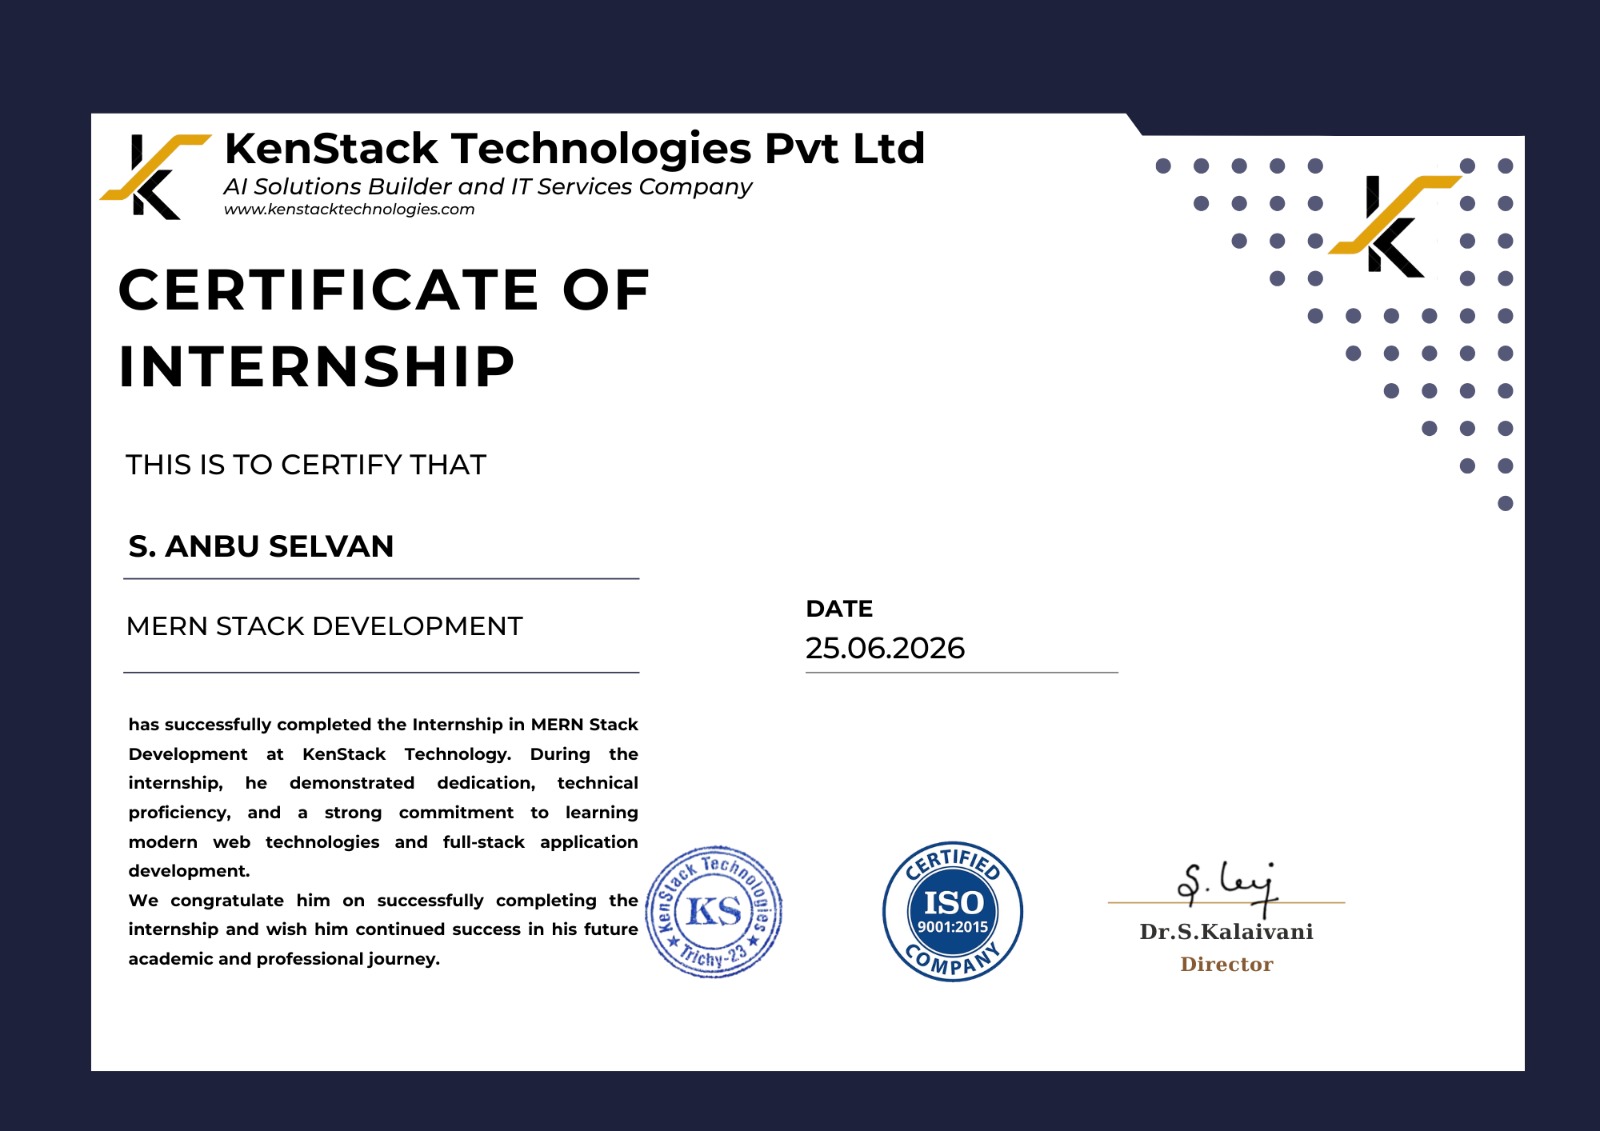 KenStack Technologies Pvt Ltd
AI Solutions Builder and IT Services Company
www.kenstacktechnologies.com
CERTIFICATE OF
INTERNSHIP
THIS IS TO CERTIFY THAT
S. ANBU SELVAN
MERN STACK DEVELOPMENT
DATE
25.06.2026
has successfully completed the Internship in MERN Stack
Development at KenStack Technology. During the
internship, he demonstrated dedication, technical
proficiency, and a strong commitment to learning
modern web technologies and full-stack application
development.
We congratulate him on successfully completing the
internship and wish him continued success in his future
academic and professional journey.
KenStack Technologies
KS
★ Trichy-23 ★
CERTIFIED
ISO
9001:2015
COMPANY
Dr.S.Kalaivani
Director